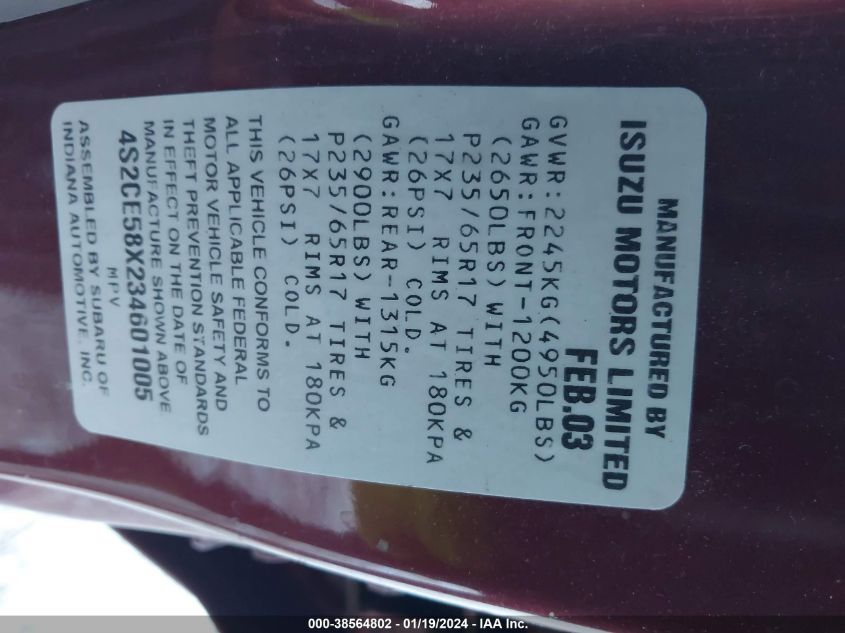 MANUFACTURED BY
ISUZU MOTORS LIMITED
FEB.03
GVWR:2245KG(4950LBS)
GAWR:FRONT-1200KG
(2650LBS)WITH
P235/65R17 TIRES &
17X7 RIMS AT 180KPA
(26PSI) COLD.
GAWR:REAR-1315KG
(2900LBS)WITH
P235/65R17 TIRES &
17X7 RIMS AT 180KPA
(26PSI) COLD.
THIS VEHICLE CONFORMS TO
ALL APPLICABLE FEDERAL
MOTOR VEHICLE SAFETY AND
THEFT PREVENTION STANDARDS
IN EFFECT ON THE DATE OF
MANUFACTURE SHOWN ABOVE
4S2CE58X234601005
MPV
ASSEMBLED BY SUBARU OF
INDIANA AUTOMOTIVE, INC.
000-38564802 - 01/19/2024 - IAA Inc.